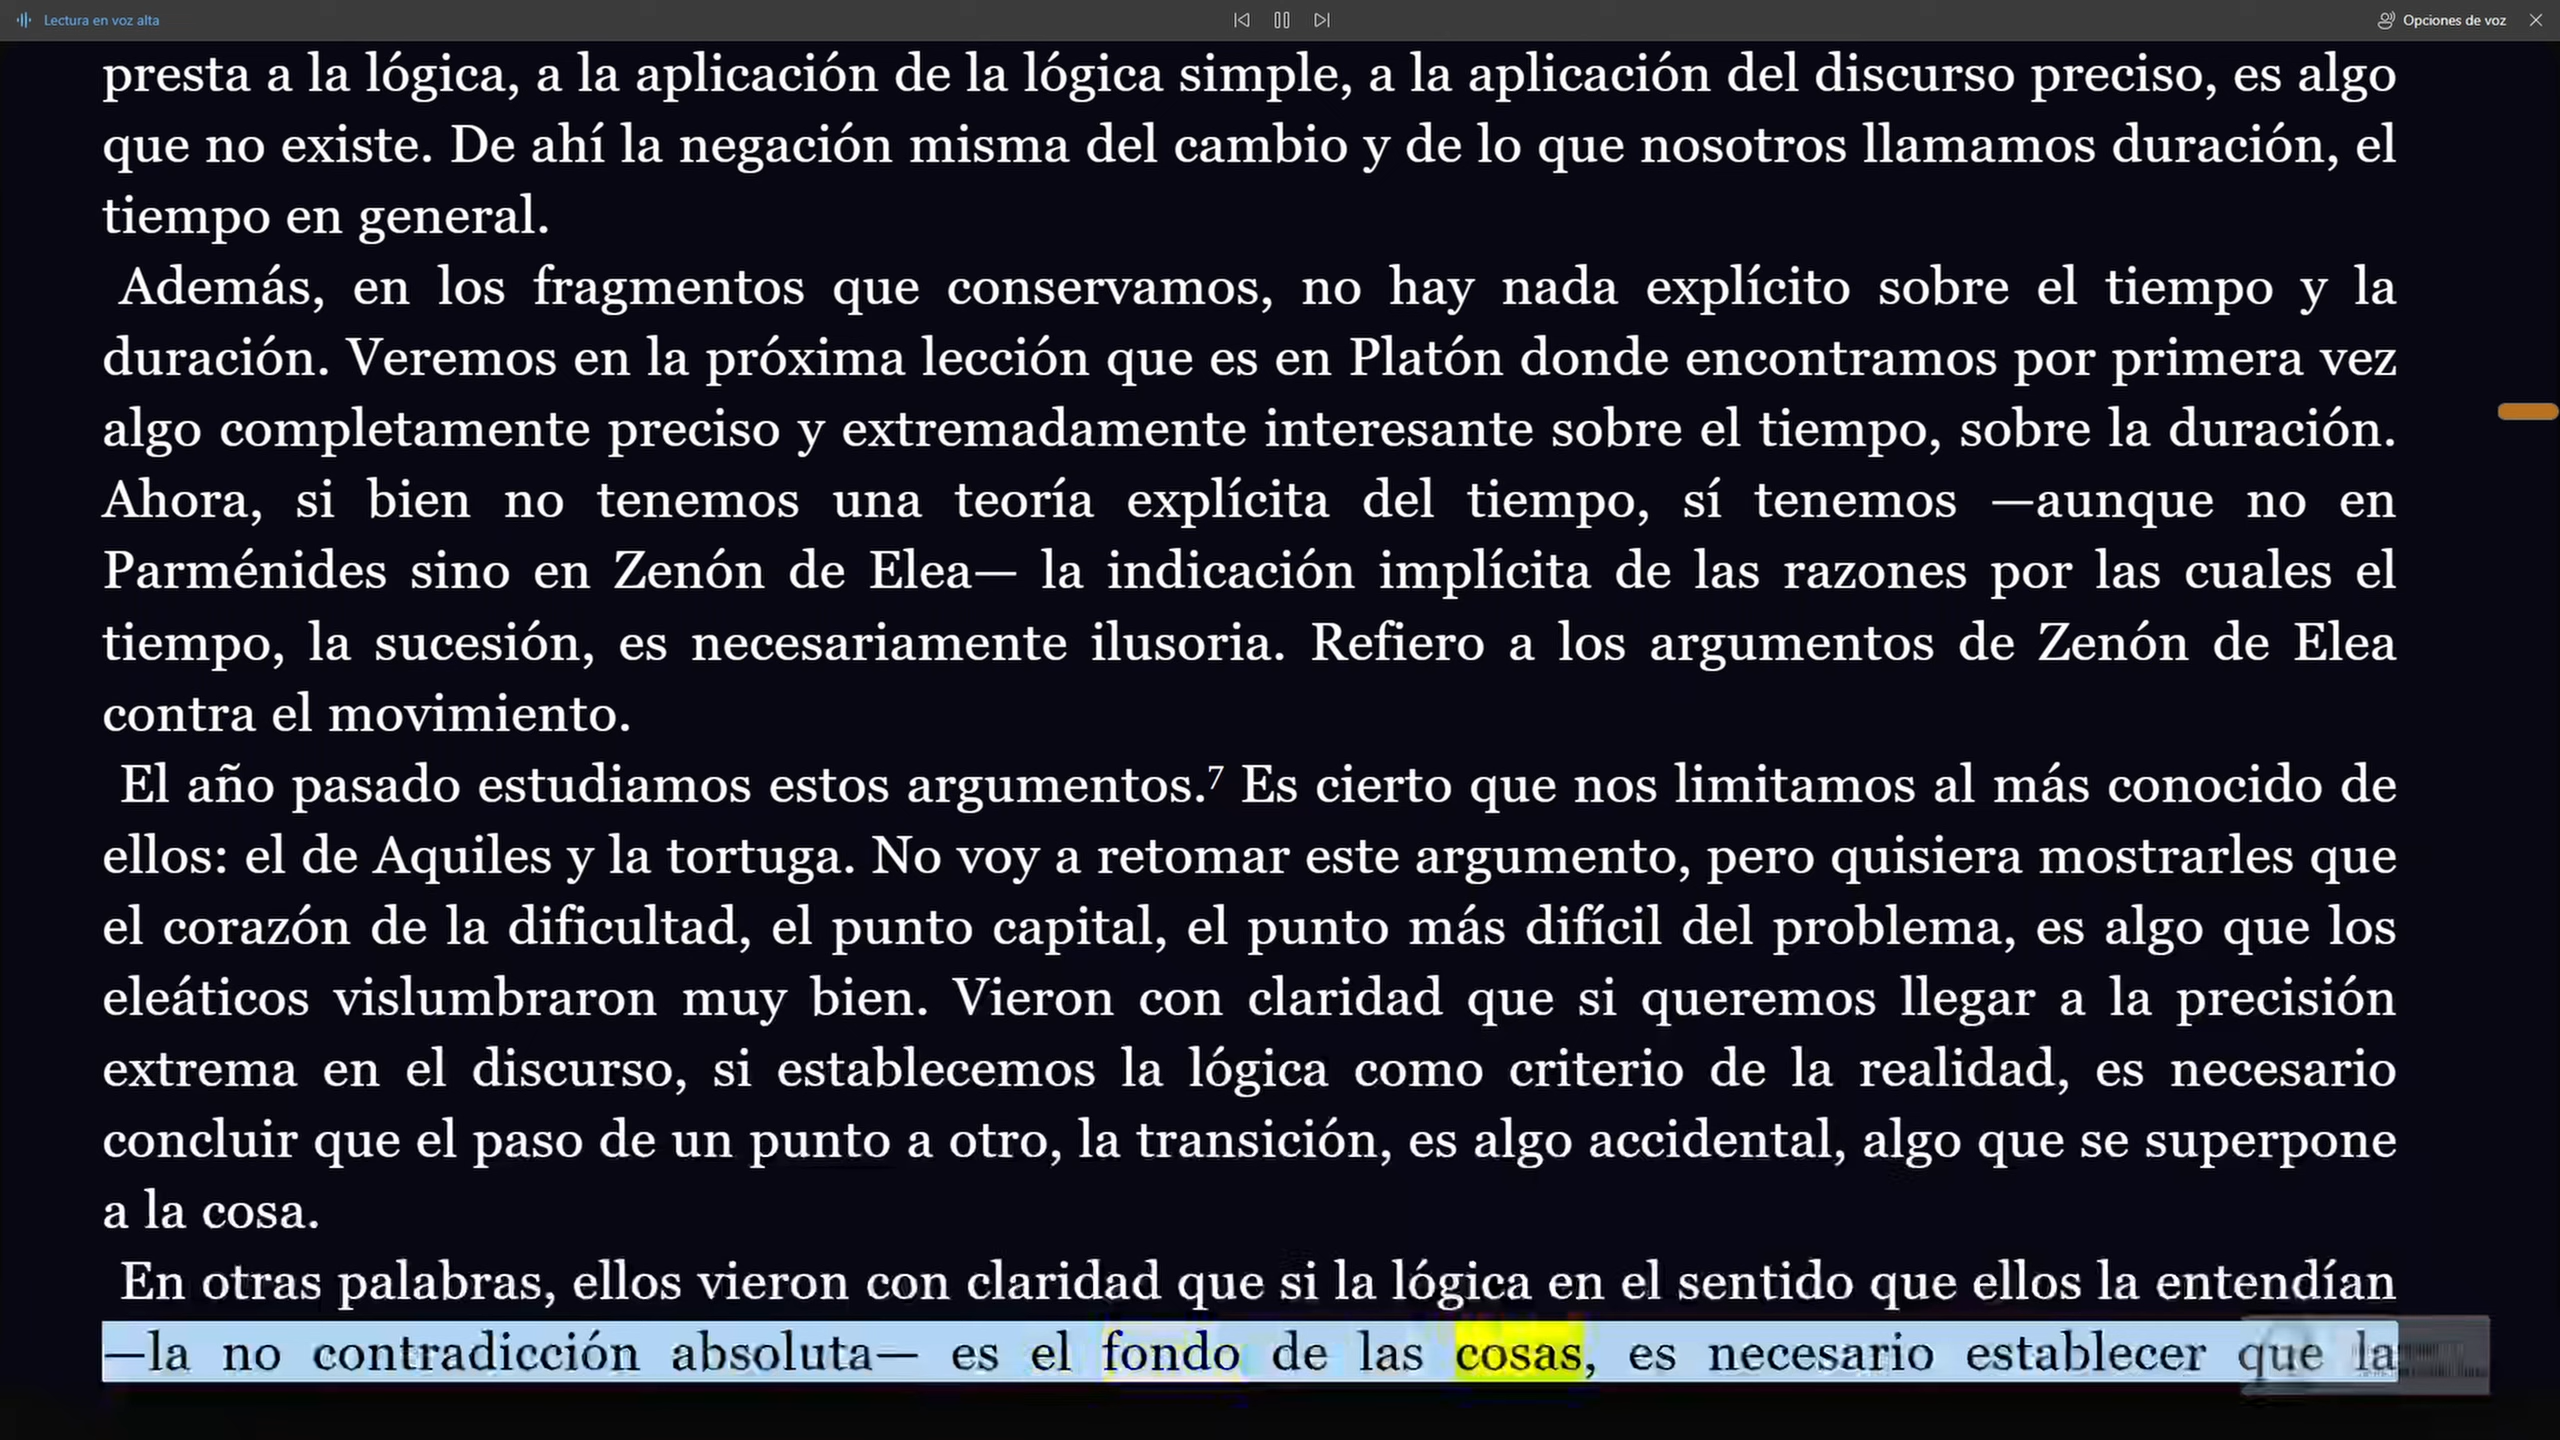 Lectura en voz alta
Opciones de voz
presta a la lógica, a la aplicación de la lógica simple, a la aplicación del discurso preciso, es algo
que no existe. De ahí la negación misma del cambio y de lo que nosotros llamamos duración, el
tiempo en general.
Además, en los fragmentos que conservamos, no hay nada explícito sobre el tiempo y la
duración. Veremos en la próxima lección que es en Platón donde encontramos por primera vez
algo completamente preciso y extremadamente interesante sobre el tiempo, sobre la duración.
Ahora, si bien no tenemos una teoría explícita del tiempo, sí tenemos —aunque no en
Parménides sino en Zenón de Elea— la indicación implícita de las razones por las cuales el
tiempo, la sucesión, es necesariamente ilusoria. Refiero a los argumentos de Zenón de Elea
contra el movimiento.
El año pasado estudiamos estos argumentos.⁷ Es cierto que nos limitamos al más conocido de
ellos: el de Aquiles y la tortuga. No voy a retomar este argumento, pero quisiera mostrarles que
el corazón de la dificultad, el punto capital, el punto más difícil del problema, es algo que los
eleáticos vislumbraron muy bien. Vieron con claridad que si queremos llegar a la precisión
extrema en el discurso, si establecemos la lógica como criterio de la realidad, es necesario
concluir que el paso de un punto a otro, la transición, es algo accidental, algo que se superpone
a la cosa.
En otras palabras, ellos vieron con claridad que si la lógica en el sentido que ellos la entendían
—la no contradicción absoluta— es el fondo de las cosas, es necesario establecer que la